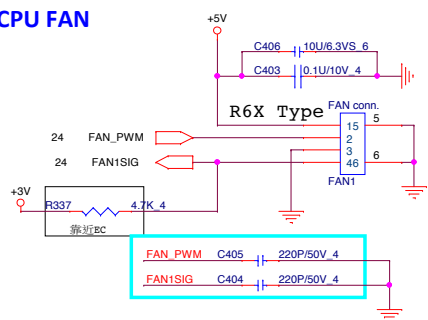 CPU FAN
+5V
C406 10U/6.3VS_6
C403 0.1U/10V_4
R6X Type
FAN conn.
15 5
24 FAN_PWM 2
3
24 FAN1SIG 46 6
FAN1
+3V
R337 4.7K_4
靠近EC
FAN_PWM C405 220P/50V_4
FAN1SIG C404 220P/50V_4